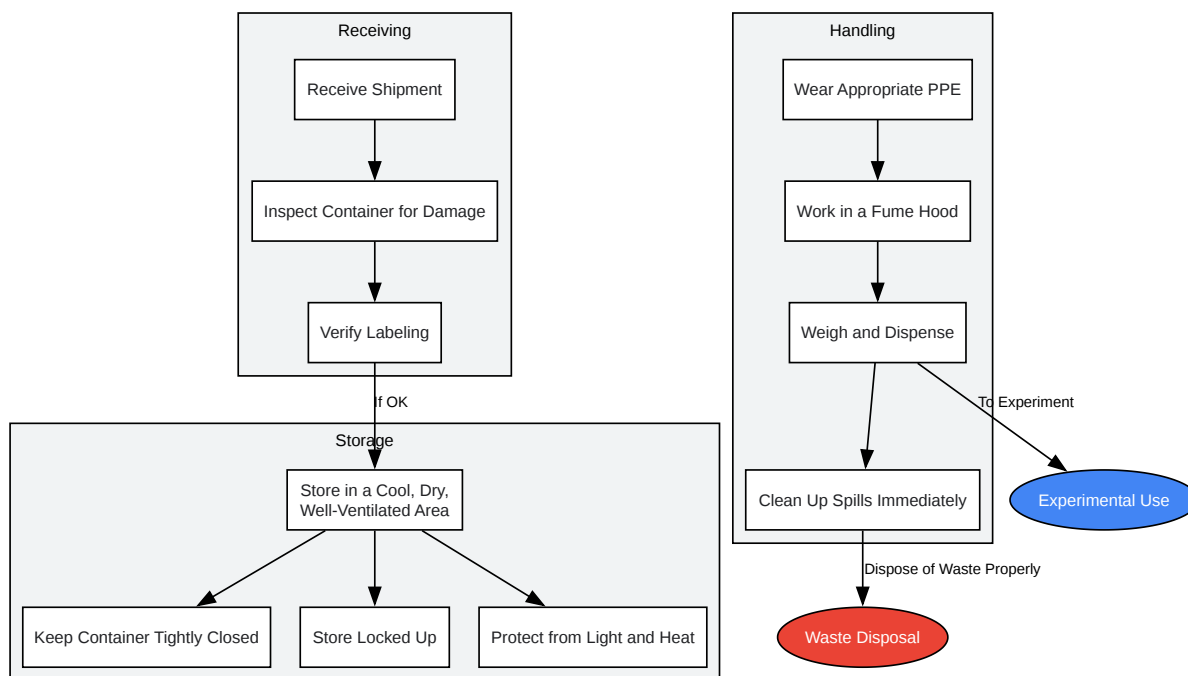 Receiving
Receive Shipment
Inspect Container for Damage
Verify Labeling
If OK
Storage
Store in a Cool, Dry,
Well-Ventilated Area
Keep Container Tightly Closed
Store Locked Up
Protect from Light and Heat
Handling
Wear Appropriate PPE
Work in a Fume Hood
Weigh and Dispense
To Experiment
Clean Up Spills Immediately
Experimental Use
Dispose of Waste Properly
Waste Disposal